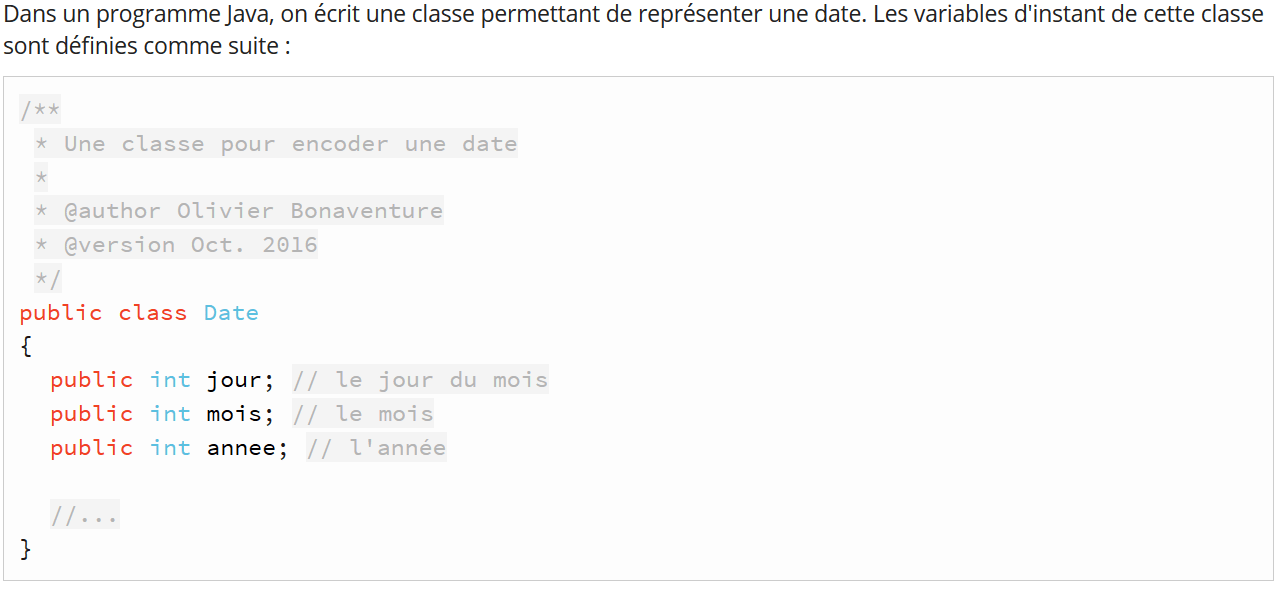 Dans un programme Java, on écrit une classe permettant de représenter une date. Les variables d'instant de cette classe
sont définies comme suite :
/**
* Une classe pour encoder une date
*
* @author Olivier Bonaventure
* @version Oct. 2016
*/
public class Date
{
public int jour; // le jour du mois
public int mois; // le mois
public int annee; // l'année
//...
}